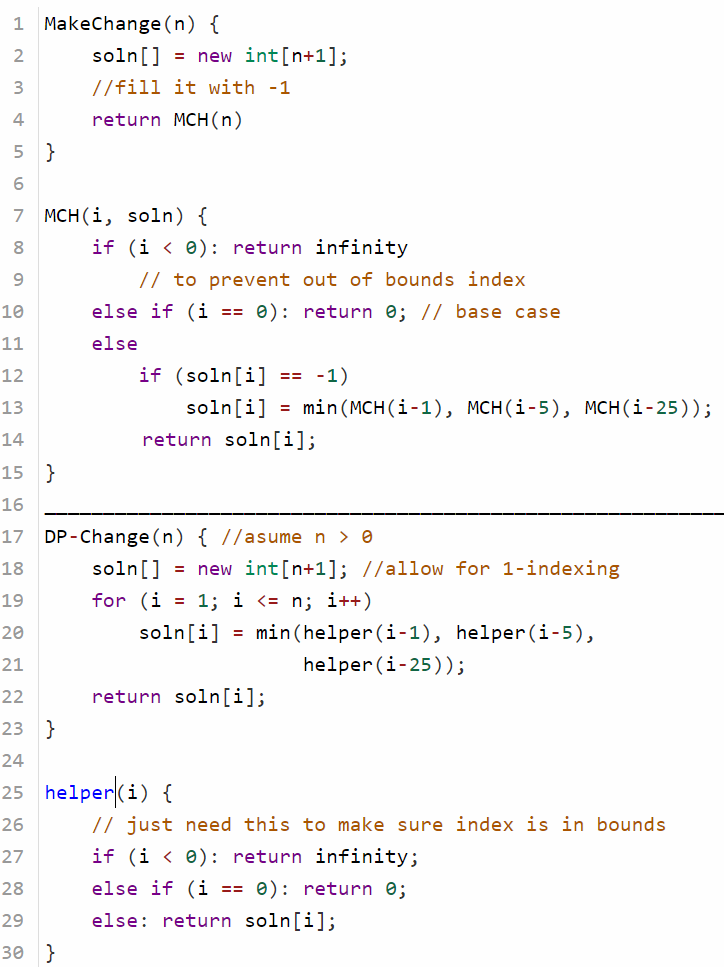 1 MakeChange(n) {
2     soln[] = new int[n+1];
3     //fill it with -1
4     return MCH(n)
5 }
6
7 MCH(i, soln) {
8     if (i < 0): return infinity
9         // to prevent out of bounds index
10     else if (i == 0): return 0; // base case
11     else
12         if (soln[i] == -1)
13             soln[i] = min(MCH(i-1), MCH(i-5), MCH(i-25));
14         return soln[i];
15 }
16 __________________________________________________________
17 DP-Change(n) { //asume n > 0
18     soln[] = new int[n+1]; //allow for 1-indexing
19     for (i = 1; i <= n; i++)
20         soln[i] = min(helper(i-1), helper(i-5),
21                       helper(i-25));
22     return soln[i];
23 }
24
25 helper(i) {
26     // just need this to make sure index is in bounds
27     if (i < 0): return infinity;
28     else if (i == 0): return 0;
29     else: return soln[i];
30 }